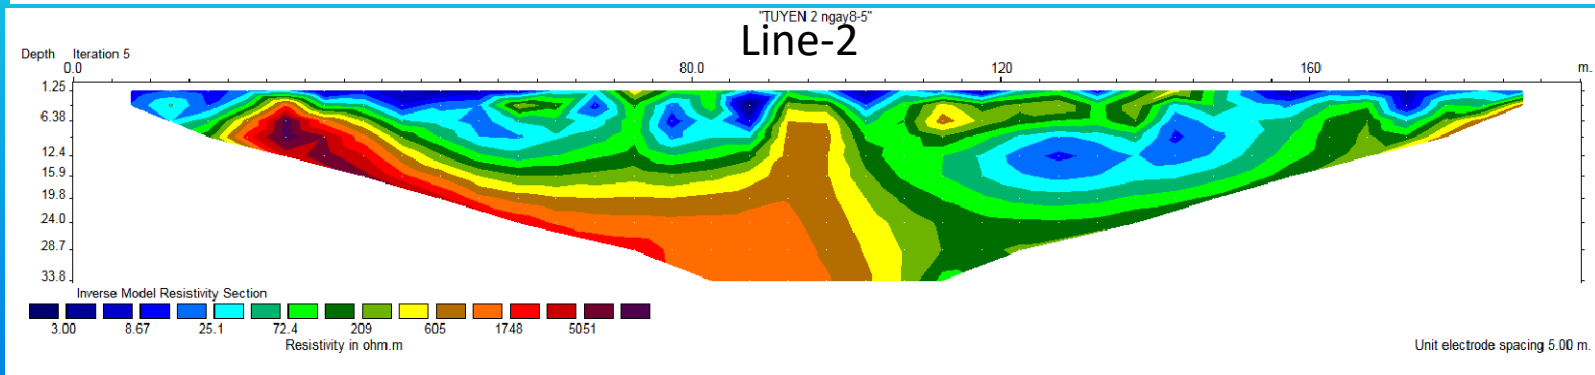 "TUYEN 2 ngay8-5"
Line-2
Depth Iteration 5
0.0 80.0 120 160 m.
1.25
6.38
12.4
15.9
19.8
24.0
28.7
33.8
Inverse Model Resistivity Section
3.00 8.67 25.1 72.4 209 605 1748 5051
Resistivity in ohm.m
Unit electrode spacing 5.00 m.